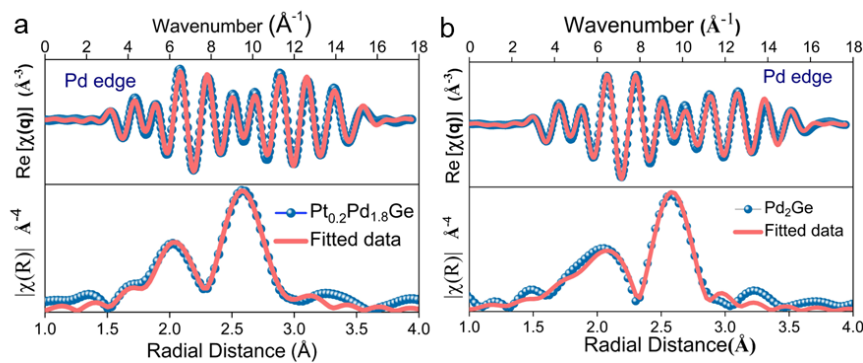 a
Wavenumber (Å⁻¹)
0 2 4 6 8 10 12 14 16 18
Pd edge
Re [χ(q)] (Å⁻³)
Pt₀.₂Pd₁.₈Ge
Fitted data
|χ(R)| Å⁻⁴
1.0 1.5 2.0 2.5 3.0 3.5 4.0
Radial Distance (Å)
b
Wavenumber (Å⁻¹)
0 2 4 6 8 10 12 14 16 18
Pd edge
Re [χ(q)] (Å⁻³)
Pd₂Ge
Fitted data
|χ(R)| Å⁻⁴
1.0 1.5 2.0 2.5 3.0 3.5 4.0
Radial Distance(Å)